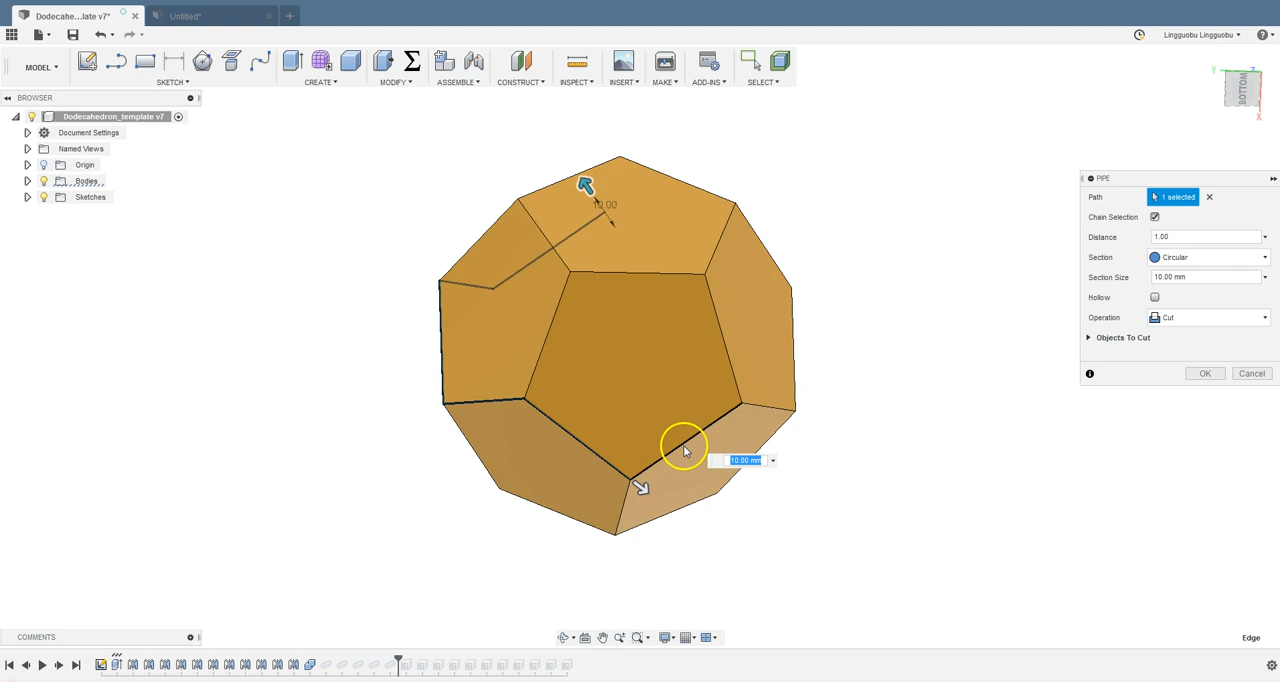 Dodecahe...late v7*
Untitled*
Lingguobu Lingguobu
MODEL
SKETCH
CREATE
MODIFY
ASSEMBLE
CONSTRUCT
INSPECT
INSERT
MAKE
ADD-INS
SELECT
BROWSER
Dodecahedron_template v7
Document Settings
Named Views
Origin
Bodies
Sketches
Y
Z
BOTTOM
X
10.00
10.00 mm
PIPE
Path
1 selected
Chain Selection
Distance
1.00
Section
Circular
Section Size
10.00 mm
Hollow
Operation
Cut
Objects To Cut
OK
Cancel
COMMENTS
Edge